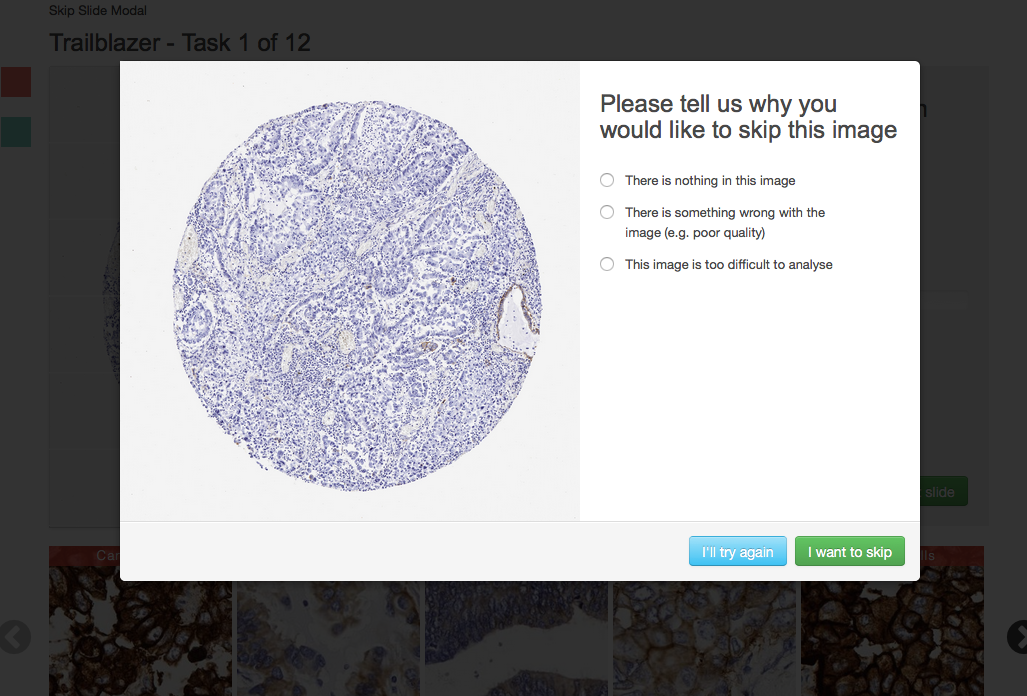 Skip Slide Modal
Trailblazer - Task 1 of 12
Please tell us why you
would like to skip this image
There is nothing in this image
There is something wrong with the
image (e.g. poor quality)
This image is too difficult to analyse
slide
I'll try again
I want to skip